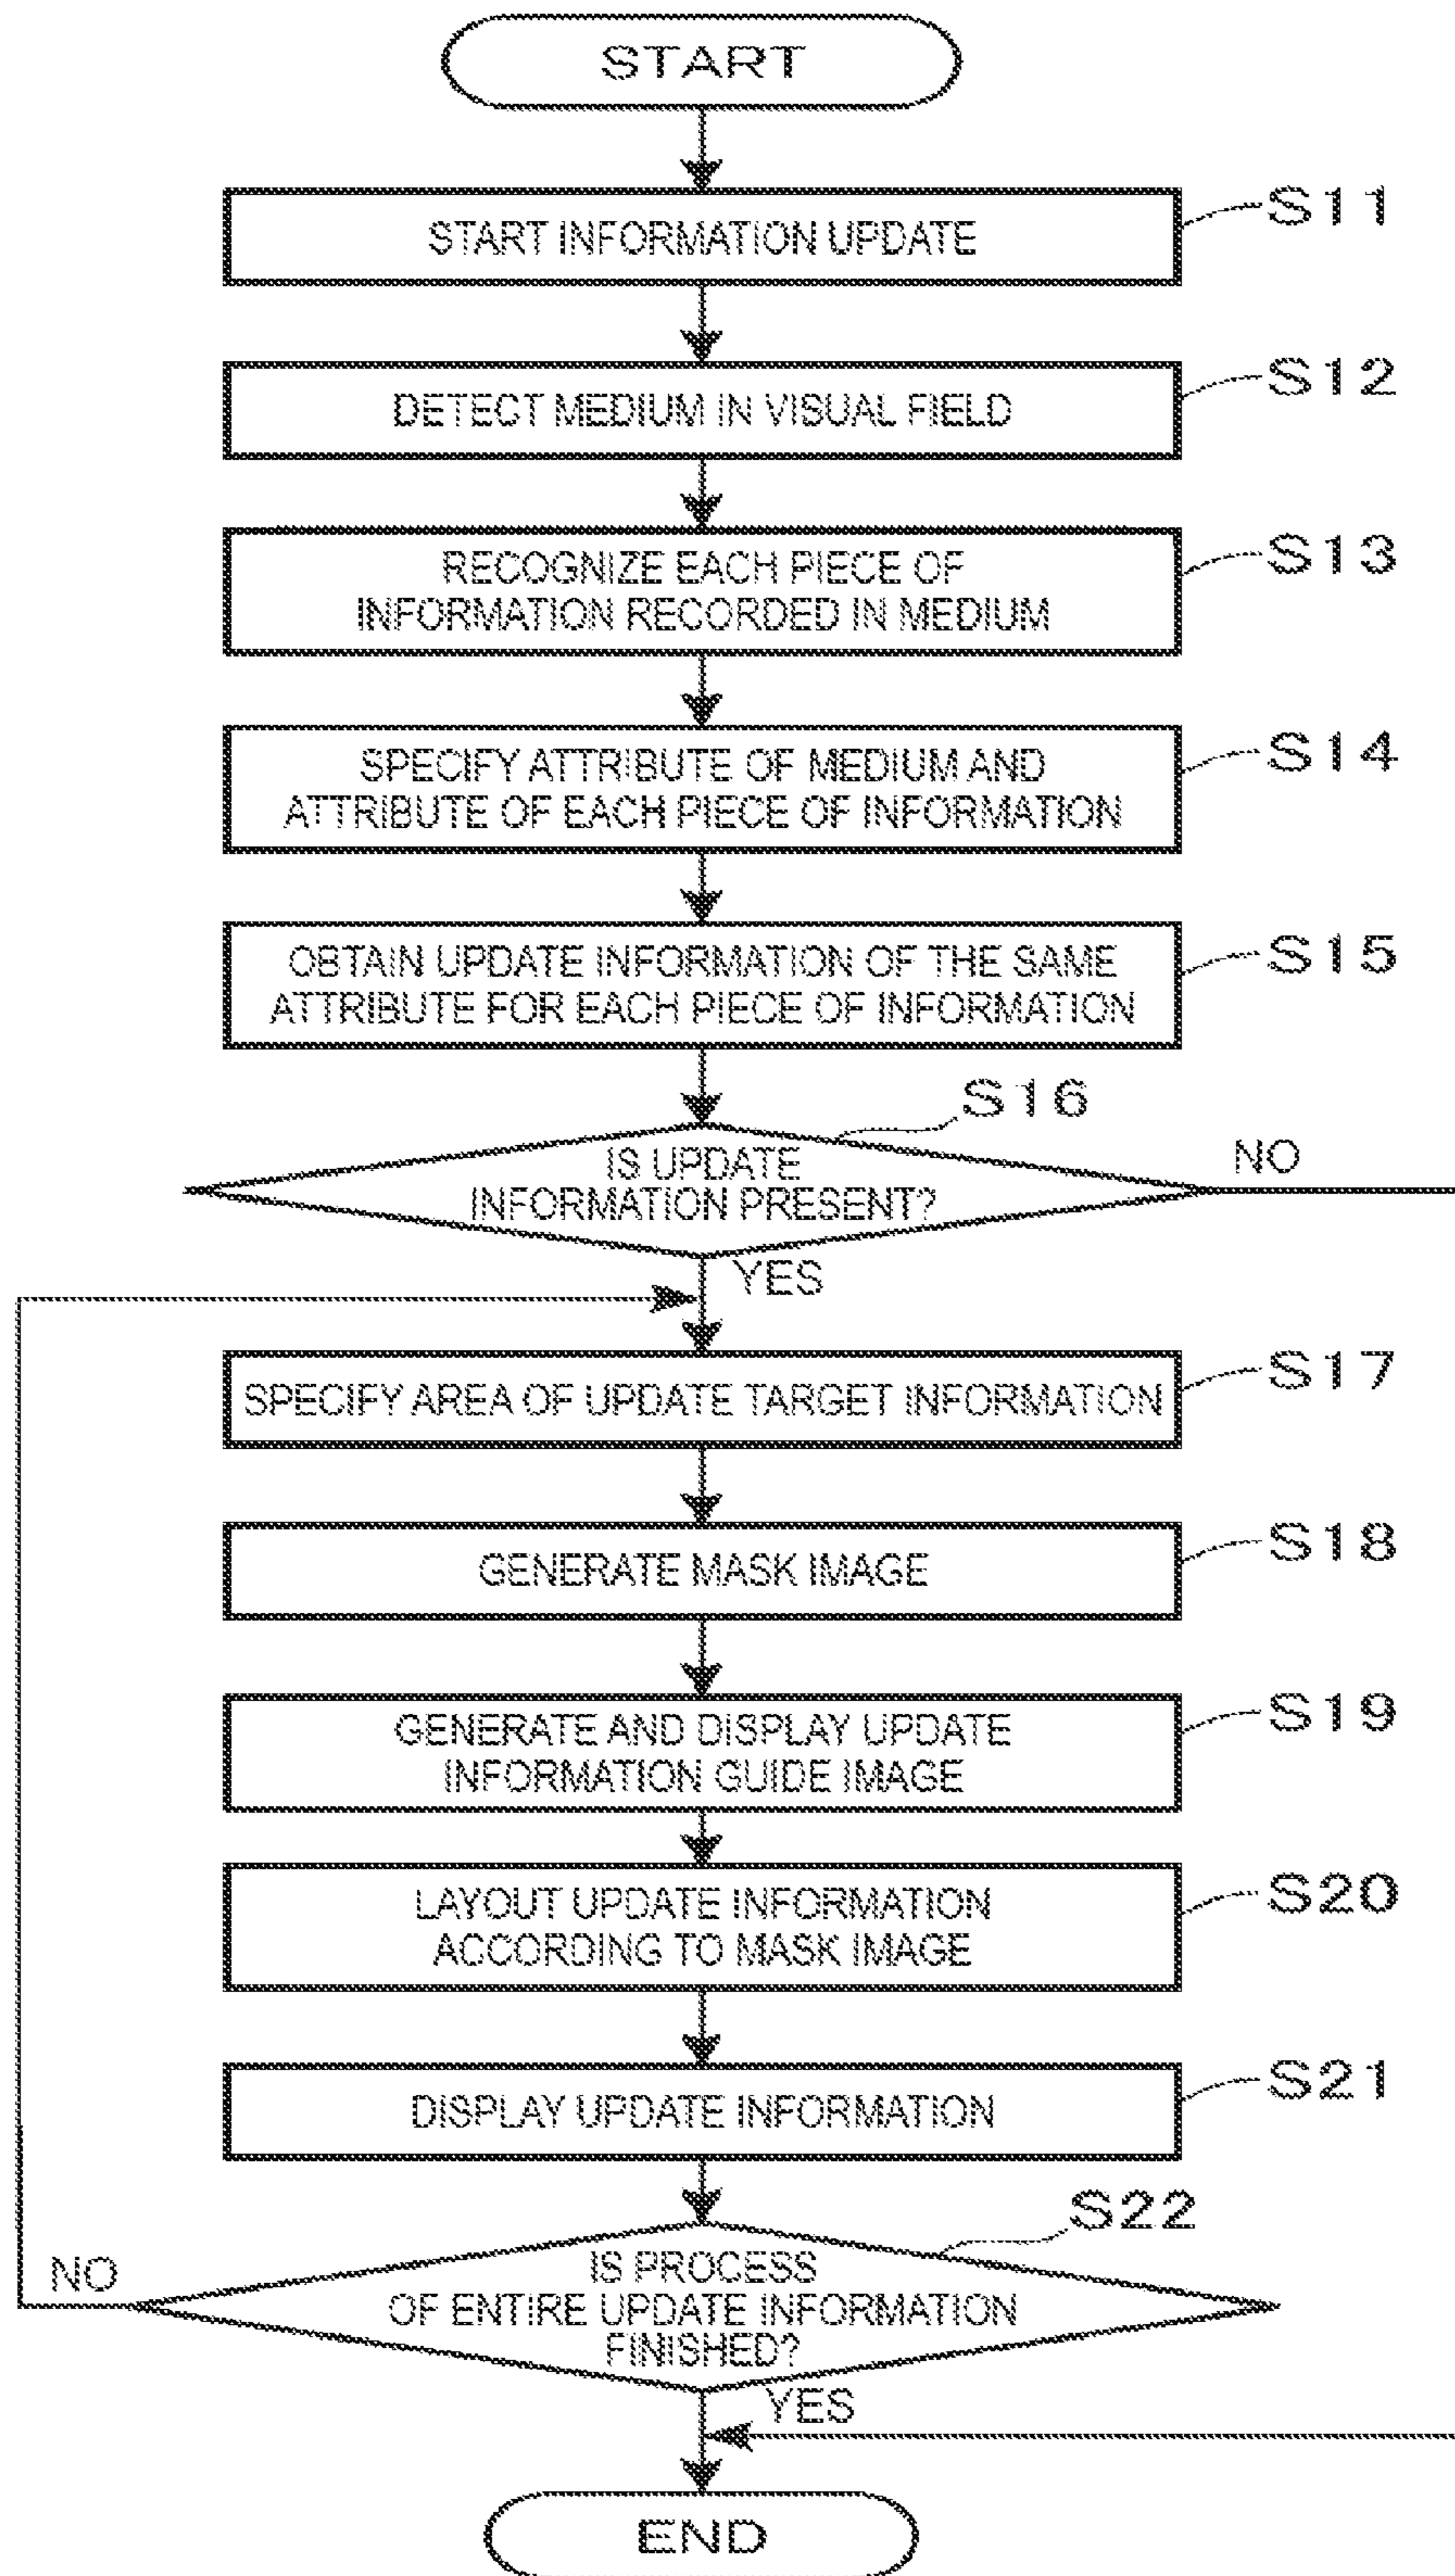 START
START INFORMATION UPDATE
S11
DETECT MEDIUM IN VISUAL FIELD
S12
RECOGNIZE EACH PIECE OF
INFORMATION RECORDED IN MEDIUM
S13
SPECIFY ATTRIBUTE OF MEDIUM AND
ATTRIBUTE OF EACH PIECE OF INFORMATION
S14
OBTAIN UPDATE INFORMATION OF THE SAME
ATTRIBUTE FOR EACH PIECE OF INFORMATION
S15
S16
IS UPDATE
INFORMATION PRESENT?
NO
YES
SPECIFY AREA OF UPDATE TARGET INFORMATION
S17
GENERATE MASK IMAGE
S18
GENERATE AND DISPLAY UPDATE
INFORMATION GUIDE IMAGE
S19
LAYOUT UPDATE INFORMATION
ACCORDING TO MASK IMAGE
S20
DISPLAY UPDATE INFORMATION
S21
S22
NO
IS PROCESS
OF ENTIRE UPDATE INFORMATION
FINISHED?
YES
END